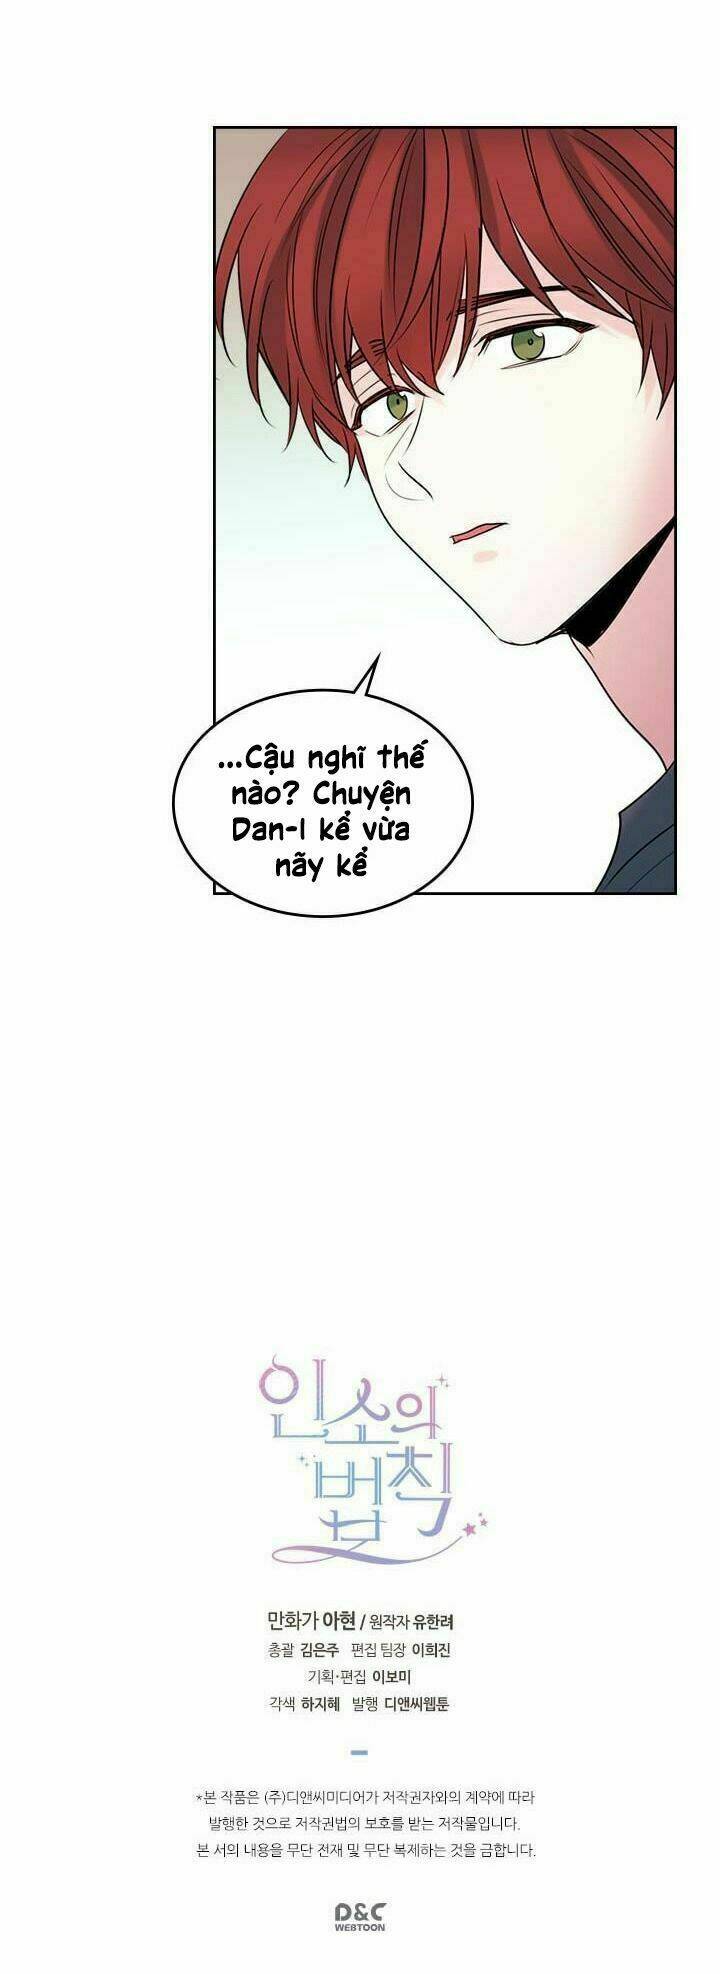 ...Cậu nghĩ thế
nào? Chuyện
Dan-I kể vừa
nãy kể
인소의
법칙
만화가 아현 / 원작자 유한려
총괄 김은주 편집 팀장 이희진
기획·편집 이보미
각색 하지혜 발행 디앤씨웹툰
*본 작품은 (주)디앤씨미디어가 저작권자와의 계약에 따라
발행한 것으로 저작권법의 보호를 받는 저작물입니다.
본 서의 내용을 무단 전재 및 무단 복제하는 것을 금합니다.
D&C
WEBTOON